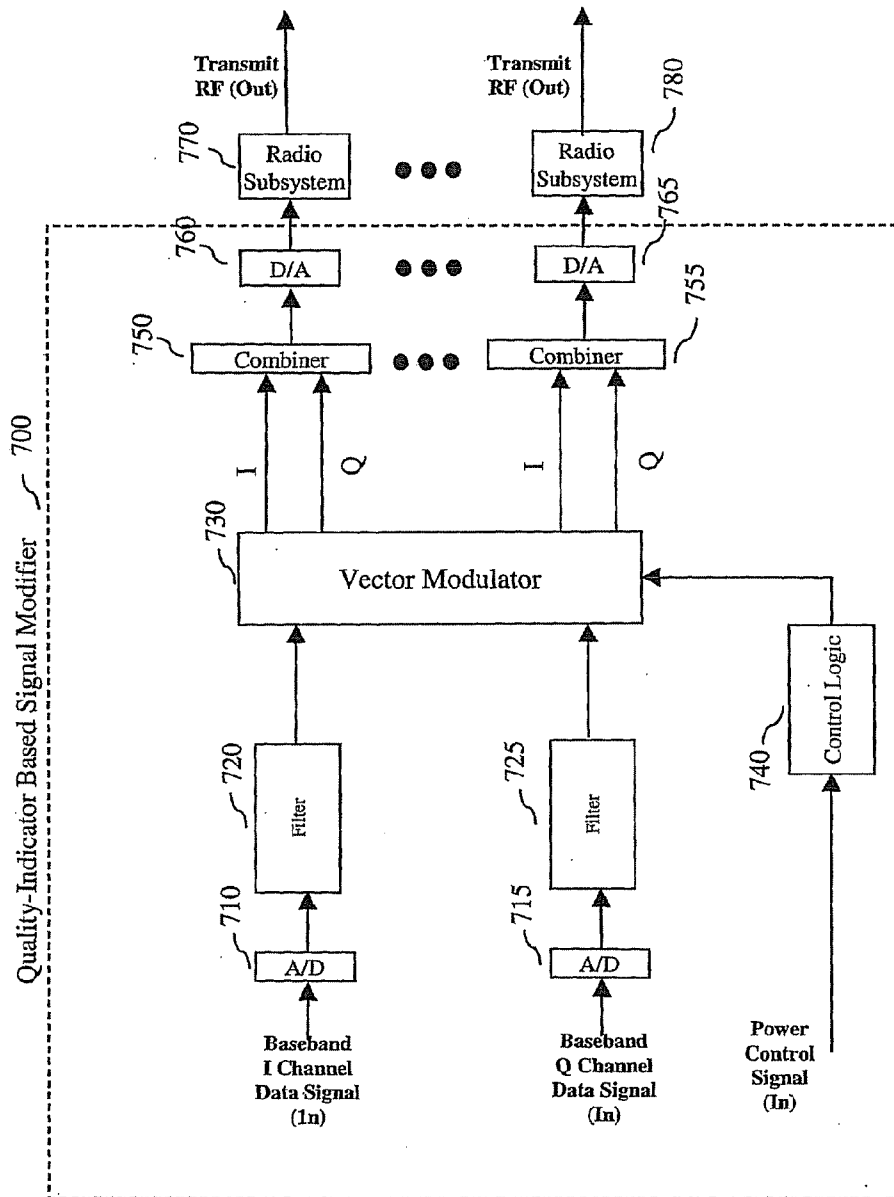 Quality-Indicator Based Signal Modifier
700
Transmit
RF (Out)
Transmit
RF (Out)
770
Radio
Subsystem
Radio
Subsystem
780
760
D/A
D/A
765
750
Combiner
Combiner
755
I
Q
I
Q
730
Vector Modulator
720
Filter
725
Filter
740
Control Logic
710
A/D
715
A/D
Baseband
I Channel
Data Signal
(1n)
Baseband
Q Channel
Data Signal
(In)
Power
Control
Signal
(In)